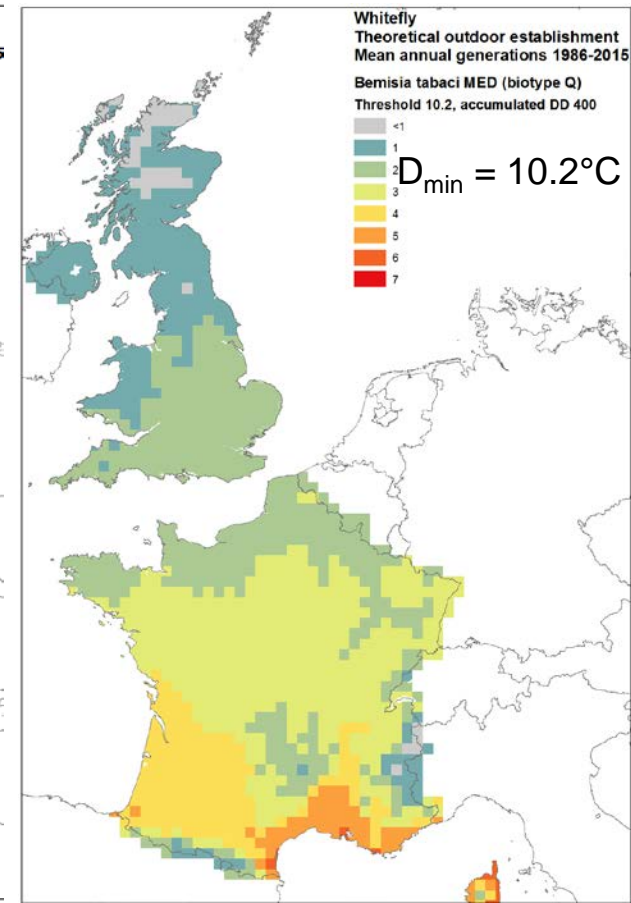 Whitefly
Theoretical outdoor establishment
Mean annual generations 1986-2015
Bemisia tabaci MED (biotype Q)
Threshold 10.2, accumulated DD 400
<1
1
2
Dmin = 10.2°C
3
4
5
6
7